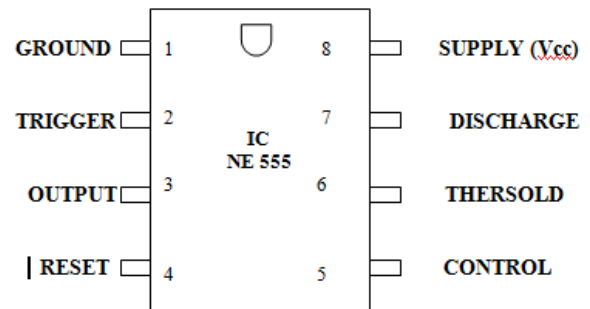 GROUND 1 8 SUPPLY (Vcc)
TRIGGER 2 7 DISCHARGE
IC
NE 555
OUTPUT 3 6 THERSOLD
RESET 4 5 CONTROL